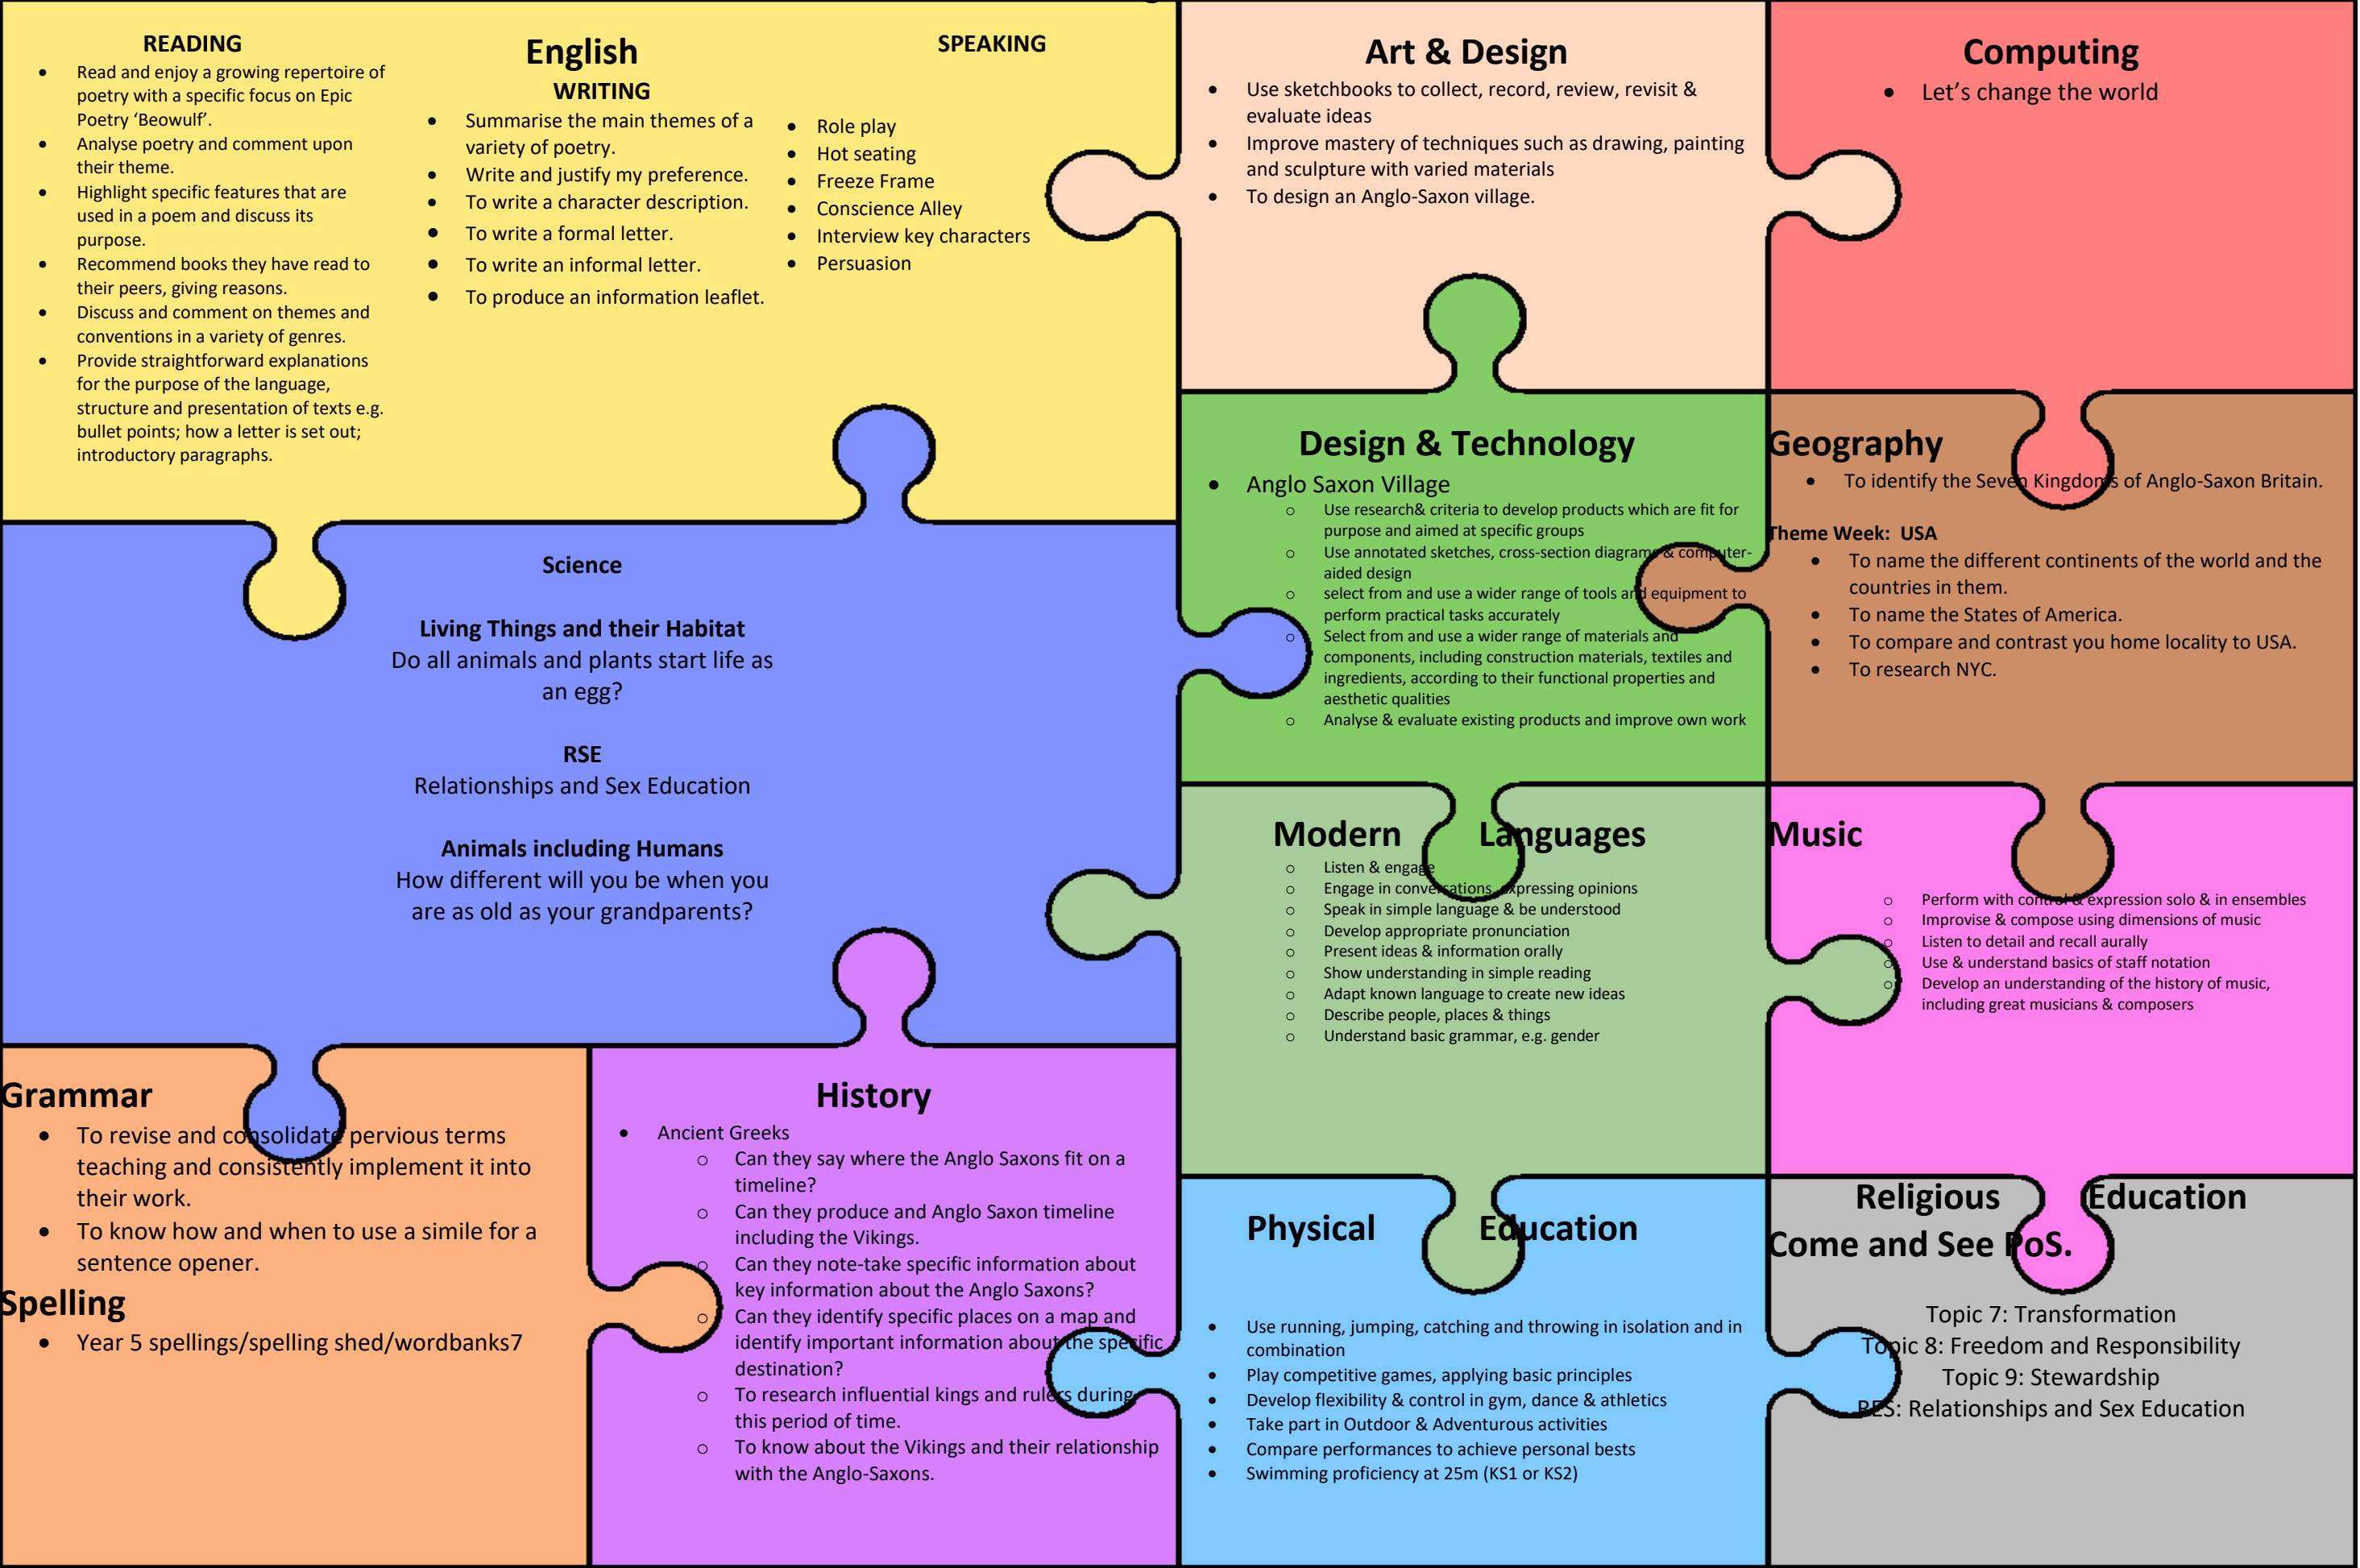 READING
• Read and enjoy a growing repertoire of
poetry with a specific focus on Epic
Poetry ‘Beowulf’.
• Analyse poetry and comment upon
their theme.
• Highlight specific features that are
used in a poem and discuss its
purpose.
• Recommend books they have read to
their peers, giving reasons.
• Discuss and comment on themes and
conventions in a variety of genres.
• Provide straightforward explanations
for the purpose of the language,
structure and presentation of texts e.g.
bullet points; how a letter is set out;
introductory paragraphs.
English
WRITING
• Summarise the main themes of a
variety of poetry.
• Write and justify my preference.
• To write a character description.
• To write a formal letter.
• To write an informal letter.
• To produce an information leaflet.
SPEAKING
• Role play
• Hot seating
• Freeze Frame
• Conscience Alley
• Interview key characters
• Persuasion
Art & Design
• Use sketchbooks to collect, record, review, revisit &
evaluate ideas
• Improve mastery of techniques such as drawing, painting
and sculpture with varied materials
• To design an Anglo-Saxon village.
Computing
• Let’s change the world
Science
Living Things and their Habitat
Do all animals and plants start life as
an egg?
RSE
Relationships and Sex Education
Animals including Humans
How different will you be when you
are as old as your grandparents?
Design & Technology
• Anglo Saxon Village
o Use research& criteria to develop products which are fit for
purpose and aimed at specific groups
o Use annotated sketches, cross-section diagrams & computer-
aided design
o select from and use a wider range of tools and equipment to
perform practical tasks accurately
o Select from and use a wider range of materials and
components, including construction materials, textiles and
ingredients, according to their functional properties and
aesthetic qualities
o Analyse & evaluate existing products and improve own work
Geography
• To identify the Seven Kingdoms of Anglo-Saxon Britain.
Theme Week: USA
• To name the different continents of the world and the
countries in them.
• To name the States of America.
• To compare and contrast you home locality to USA.
• To research NYC.
Modern Languages
o Listen & engage
o Engage in conversations, expressing opinions
o Speak in simple language & be understood
o Develop appropriate pronunciation
o Present ideas & information orally
o Show understanding in simple reading
o Adapt known language to create new ideas
o Describe people, places & things
o Understand basic grammar, e.g. gender
Music
o Perform with control & expression solo & in ensembles
o Improvise & compose using dimensions of music
o Listen to detail and recall aurally
o Use & understand basics of staff notation
o Develop an understanding of the history of music,
including great musicians & composers
Grammar
• To revise and consolidate pervious terms
teaching and consistently implement it into
their work.
• To know how and when to use a simile for a
sentence opener.
Spelling
• Year 5 spellings/spelling shed/wordbanks7
History
• Ancient Greeks
o Can they say where the Anglo Saxons fit on a
timeline?
o Can they produce and Anglo Saxon timeline
including the Vikings.
o Can they note-take specific information about
key information about the Anglo Saxons?
o Can they identify specific places on a map and
identify important information about the specific
destination?
o To research influential kings and rulers during
this period of time.
o To know about the Vikings and their relationship
with the Anglo-Saxons.
Physical Education
• Use running, jumping, catching and throwing in isolation and in
combination
• Play competitive games, applying basic principles
• Develop flexibility & control in gym, dance & athletics
• Take part in Outdoor & Adventurous activities
• Compare performances to achieve personal bests
• Swimming proficiency at 25m (KS1 or KS2)
Religious Education
Come and See PoS.
Topic 7: Transformation
Topic 8: Freedom and Responsibility
Topic 9: Stewardship
RES: Relationships and Sex Education